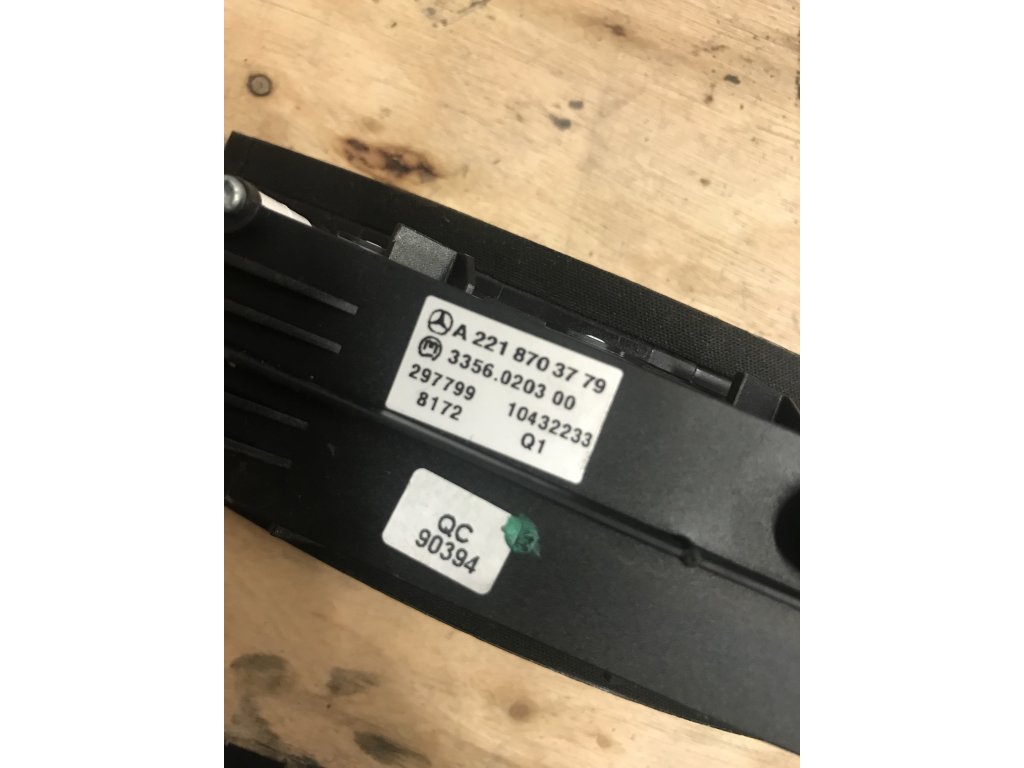 A 221 870 37 79
3356.0203 00
297799 10432233
8172 Q1
QC
90394